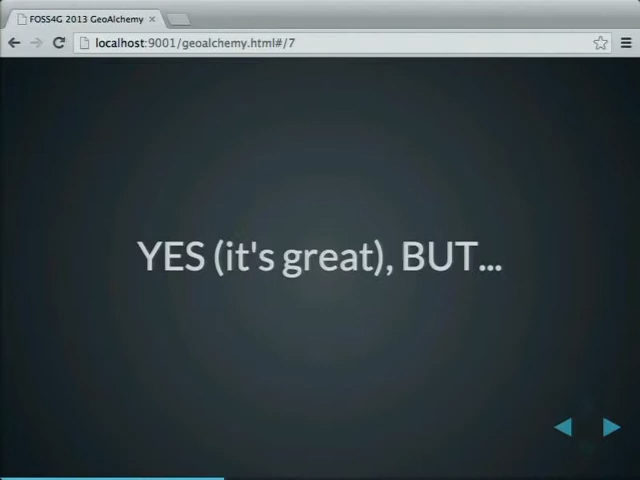 FOSS4G 2013 GeoAlchemy
localhost:9001/geoalchemy.html#/7
YES (it's great), BUT...